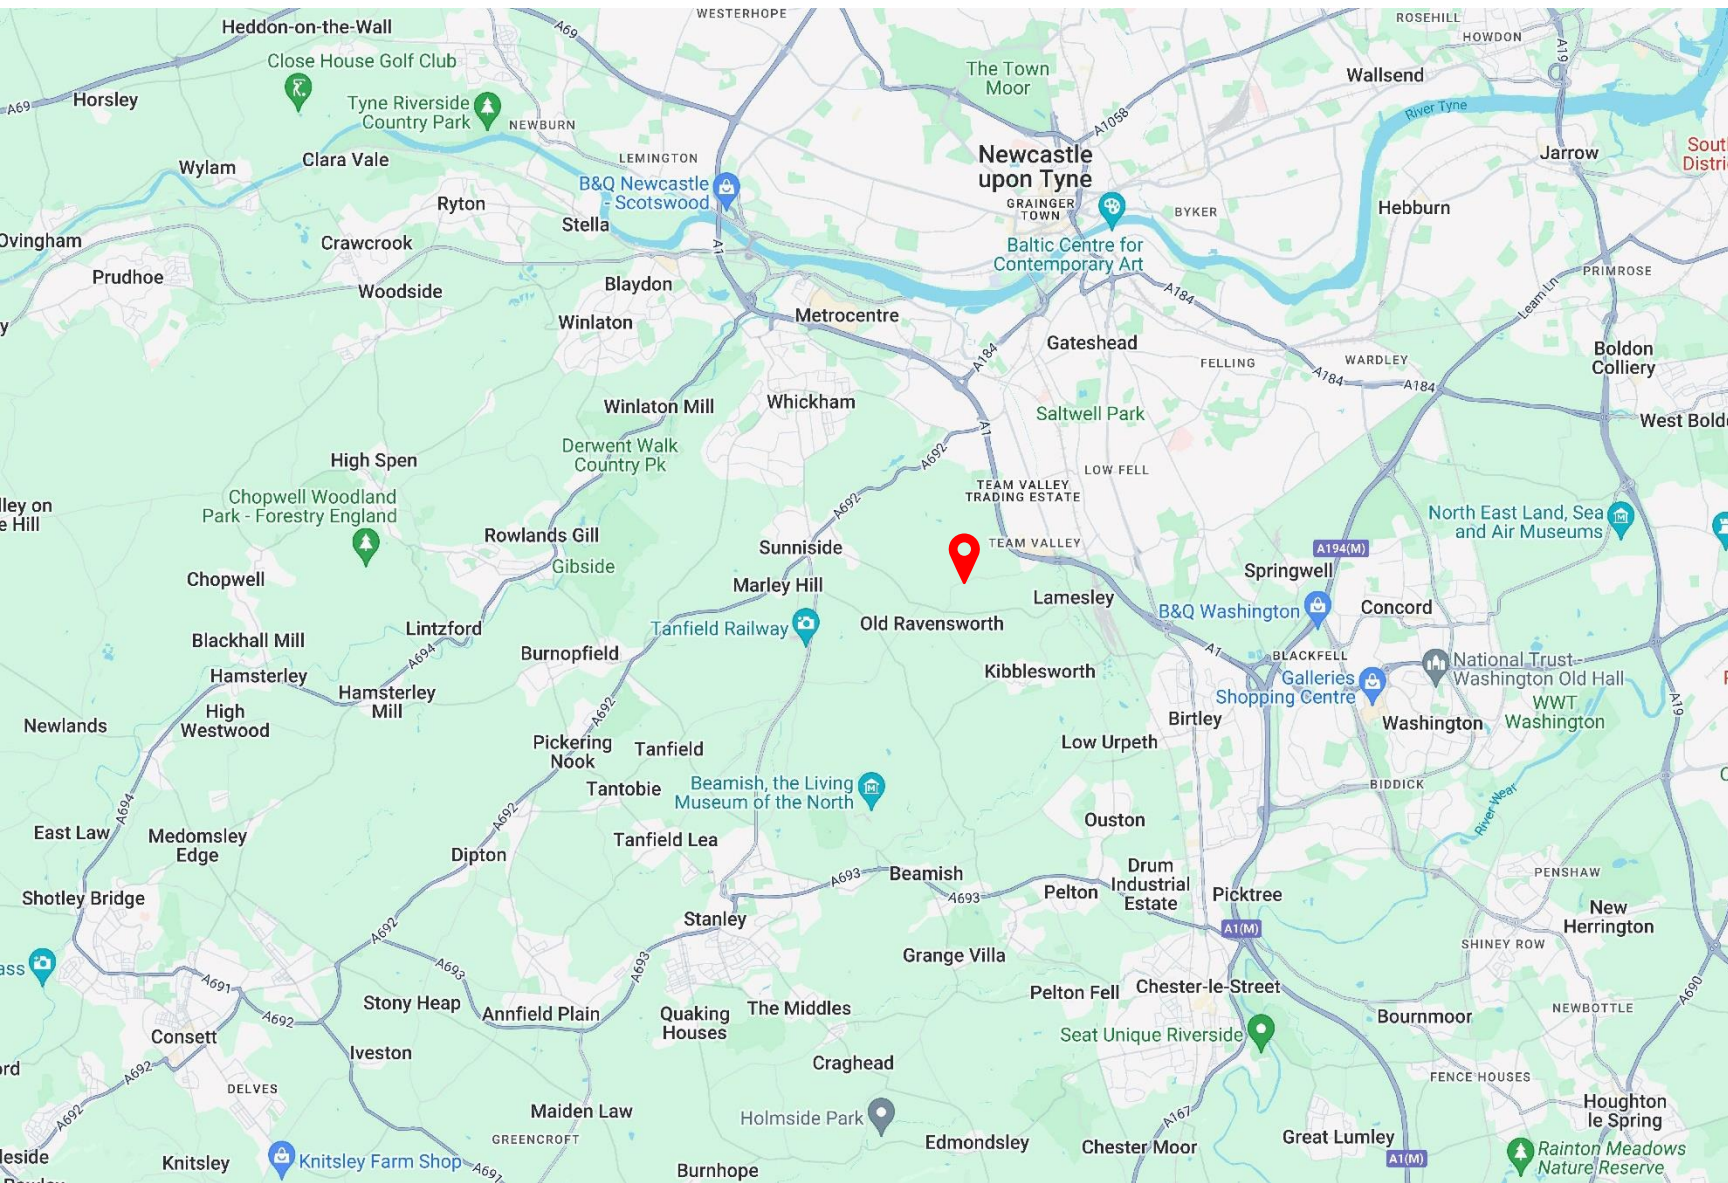 WESTERHOPE
ROSEHILL
Heddon-on-the-Wall
A69
HOWDON
A19
Close House Golf Club
The Town
Moor
Wallsend
Horsley
A69
Tyne Riverside
Country Park
NEWBURN
A1058
River Tyne
Clara Vale
LEMINGTON
Newcastle
upon Tyne
Jarrow
Wylam
B&Q Newcastle
- Scotswood
GRAINGER
TOWN
BYKER
Hebburn
Ryton
Stella
Ovingham
Crawcrook
A1
Baltic Centre for
Contemporary Art
Prudhoe
Woodside
Blaydon
PRIMROSE
A184
Leam Ln
Winlaton
Metrocentre
Gateshead
A184
FELLING
WARDLEY
Boldon
Colliery
A184
A184
Winlaton Mill
Whickham
Saltwell Park
West Bold
A1
Derwent Walk
Country Pk
A692
High Spen
LOW FELL
TEAM VALLEY
TRADING ESTATE
Chopwell Woodland
Park - Forestry England
lley on
e Hill
A692
North East Land, Sea
and Air Museums
Rowlands Gill
Sunniside
TEAM VALLEY
A194(M)
Gibside
Chopwell
Marley Hill
Springwell
Lamesley
B&Q Washington
Concord
Lintzford
Tanfield Railway
Old Ravensworth
Blackhall Mill
A694
Burnopfield
A1
BLACKFELL
National Trust-
Washington Old Hall
Hamsterley
Kibblesworth
Galleries
Shopping Centre
Hamsterley
Mill
High
Westwood
A692
Newlands
Birtley
Washington
WWT
Washington
A19
Pickering
Nook
Tanfield
Low Urpeth
Tantobie
Beamish, the Living
Museum of the North
BIDDICK
River Wear
A694
A692
East Law
Medomsley
Edge
Tanfield Lea
Ouston
Dipton
Beamish
A693
Drum
Industrial
Estate
PENSHAW
Shotley Bridge
A693
Pelton
Picktree
Stanley
New
Herrington
A692
A1(M)
SHINEY ROW
Grange Villa
A693
A693
ass
A691
Chester-le-Street
Pelton Fell
A690
Stony Heap
Annfield Plain
Quaking
Houses
The Middles
NEWBOTTLE
A692
Bournmoor
Consett
Seat Unique Riverside
Iveston
Craghead
ord
A692
DELVES
FENCE HOUSES
A692
Maiden Law
Houghton
le Spring
Holmside Park
A167
GREENCROFT
Edmondsley
Chester Moor
Great Lumley
leside
Knitsley
Knitsley Farm Shop
A691
Burnhope
A1(M)
Rainton Meadows
Nature Reserve